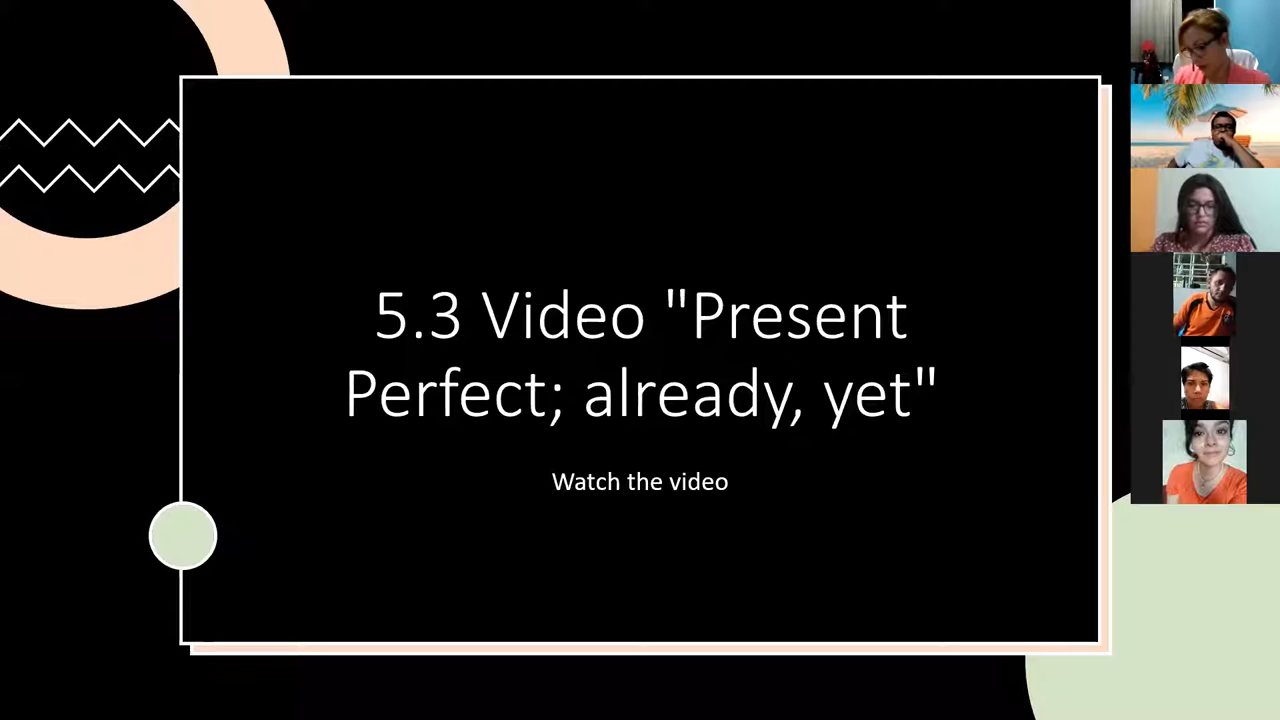 5.3 Video "Present
Perfect; already, yet"
Watch the video